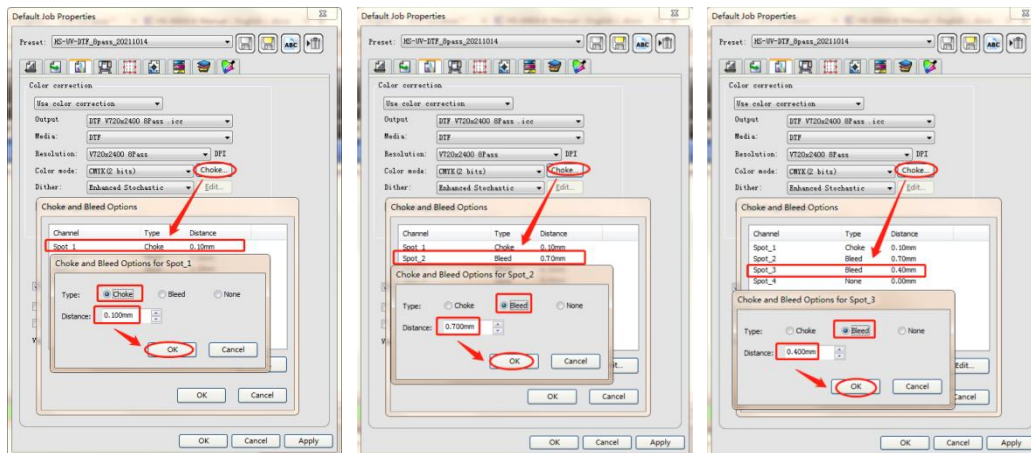 Default Job Properties
Preset: HS-UV-DTF_8pass_20211014
ABC
Color correction
Use color correction
Output DTF V720x2400 8Pass .icc
Media: DTF
Resolution: V720x2400 8Pass DPI
Color mode: CMYK(2 bits) Choke...
Dither: Enhanced Stochastic Edit...
Choke and Bleed Options
Channel Type Distance
Spot_1 Choke 0.10mm
Choke and Bleed Options for Spot_1
Type: Choke Bleed None
Distance: 0.100mm
OK Cancel
OK Cancel
OK Cancel Apply
Default Job Properties
Preset: HS-UV-DTF_8pass_20211014
ABC
Color correction
Use color correction
Output DTF V720x2400 8Pass .icc
Media: DTF
Resolution: V720x2400 8Pass DPI
Color mode: CMYK(2 bits) Choke...
Dither: Enhanced Stochastic Edit...
Choke and Bleed Options
Channel Type Distance
Spot_1 Choke 0.10mm
Spot_2 Bleed 0.70mm
Choke and Bleed Options for Spot_2
Type: Choke Bleed None
Distance: 0.700mm
OK Cancel
OK Cancel
OK Cancel Apply
Default Job Properties
Preset: HS-UV-DTF_8pass_20211014
ABC
Color correction
Use color correction
Output DTF V720x2400 8Pass .icc
Media: DTF
Resolution: V720x2400 8Pass DPI
Color mode: CMYK(2 bits) Choke...
Dither: Enhanced Stochastic Edit...
Choke and Bleed Options
Channel Type Distance
Spot_1 Choke 0.10mm
Spot_2 Bleed 0.70mm
Spot_3 Bleed 0.40mm
Spot_4 None 0.00mm
Choke and Bleed Options for Spot_3
Type: Choke Bleed None
Distance: 0.400mm
Edit...
OK Cancel
Cancel
OK Cancel Apply